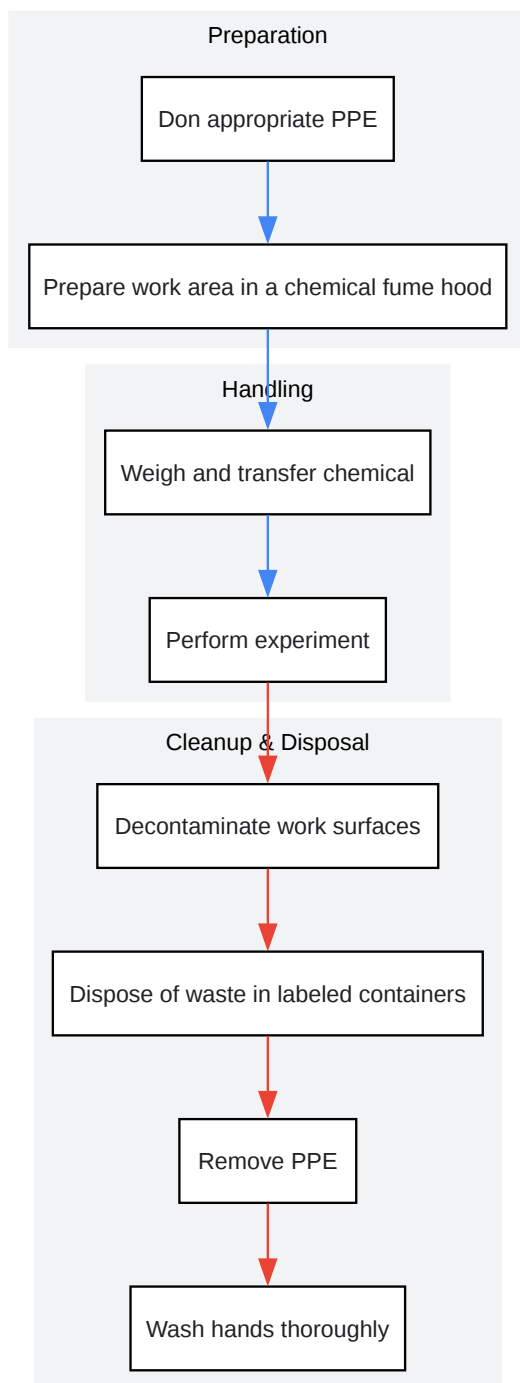 Preparation
Don appropriate PPE
Prepare work area in a chemical fume hood
Handling
Weigh and transfer chemical
Perform experiment
Cleanup & Disposal
Decontaminate work surfaces
Dispose of waste in labeled containers
Remove PPE
Wash hands thoroughly